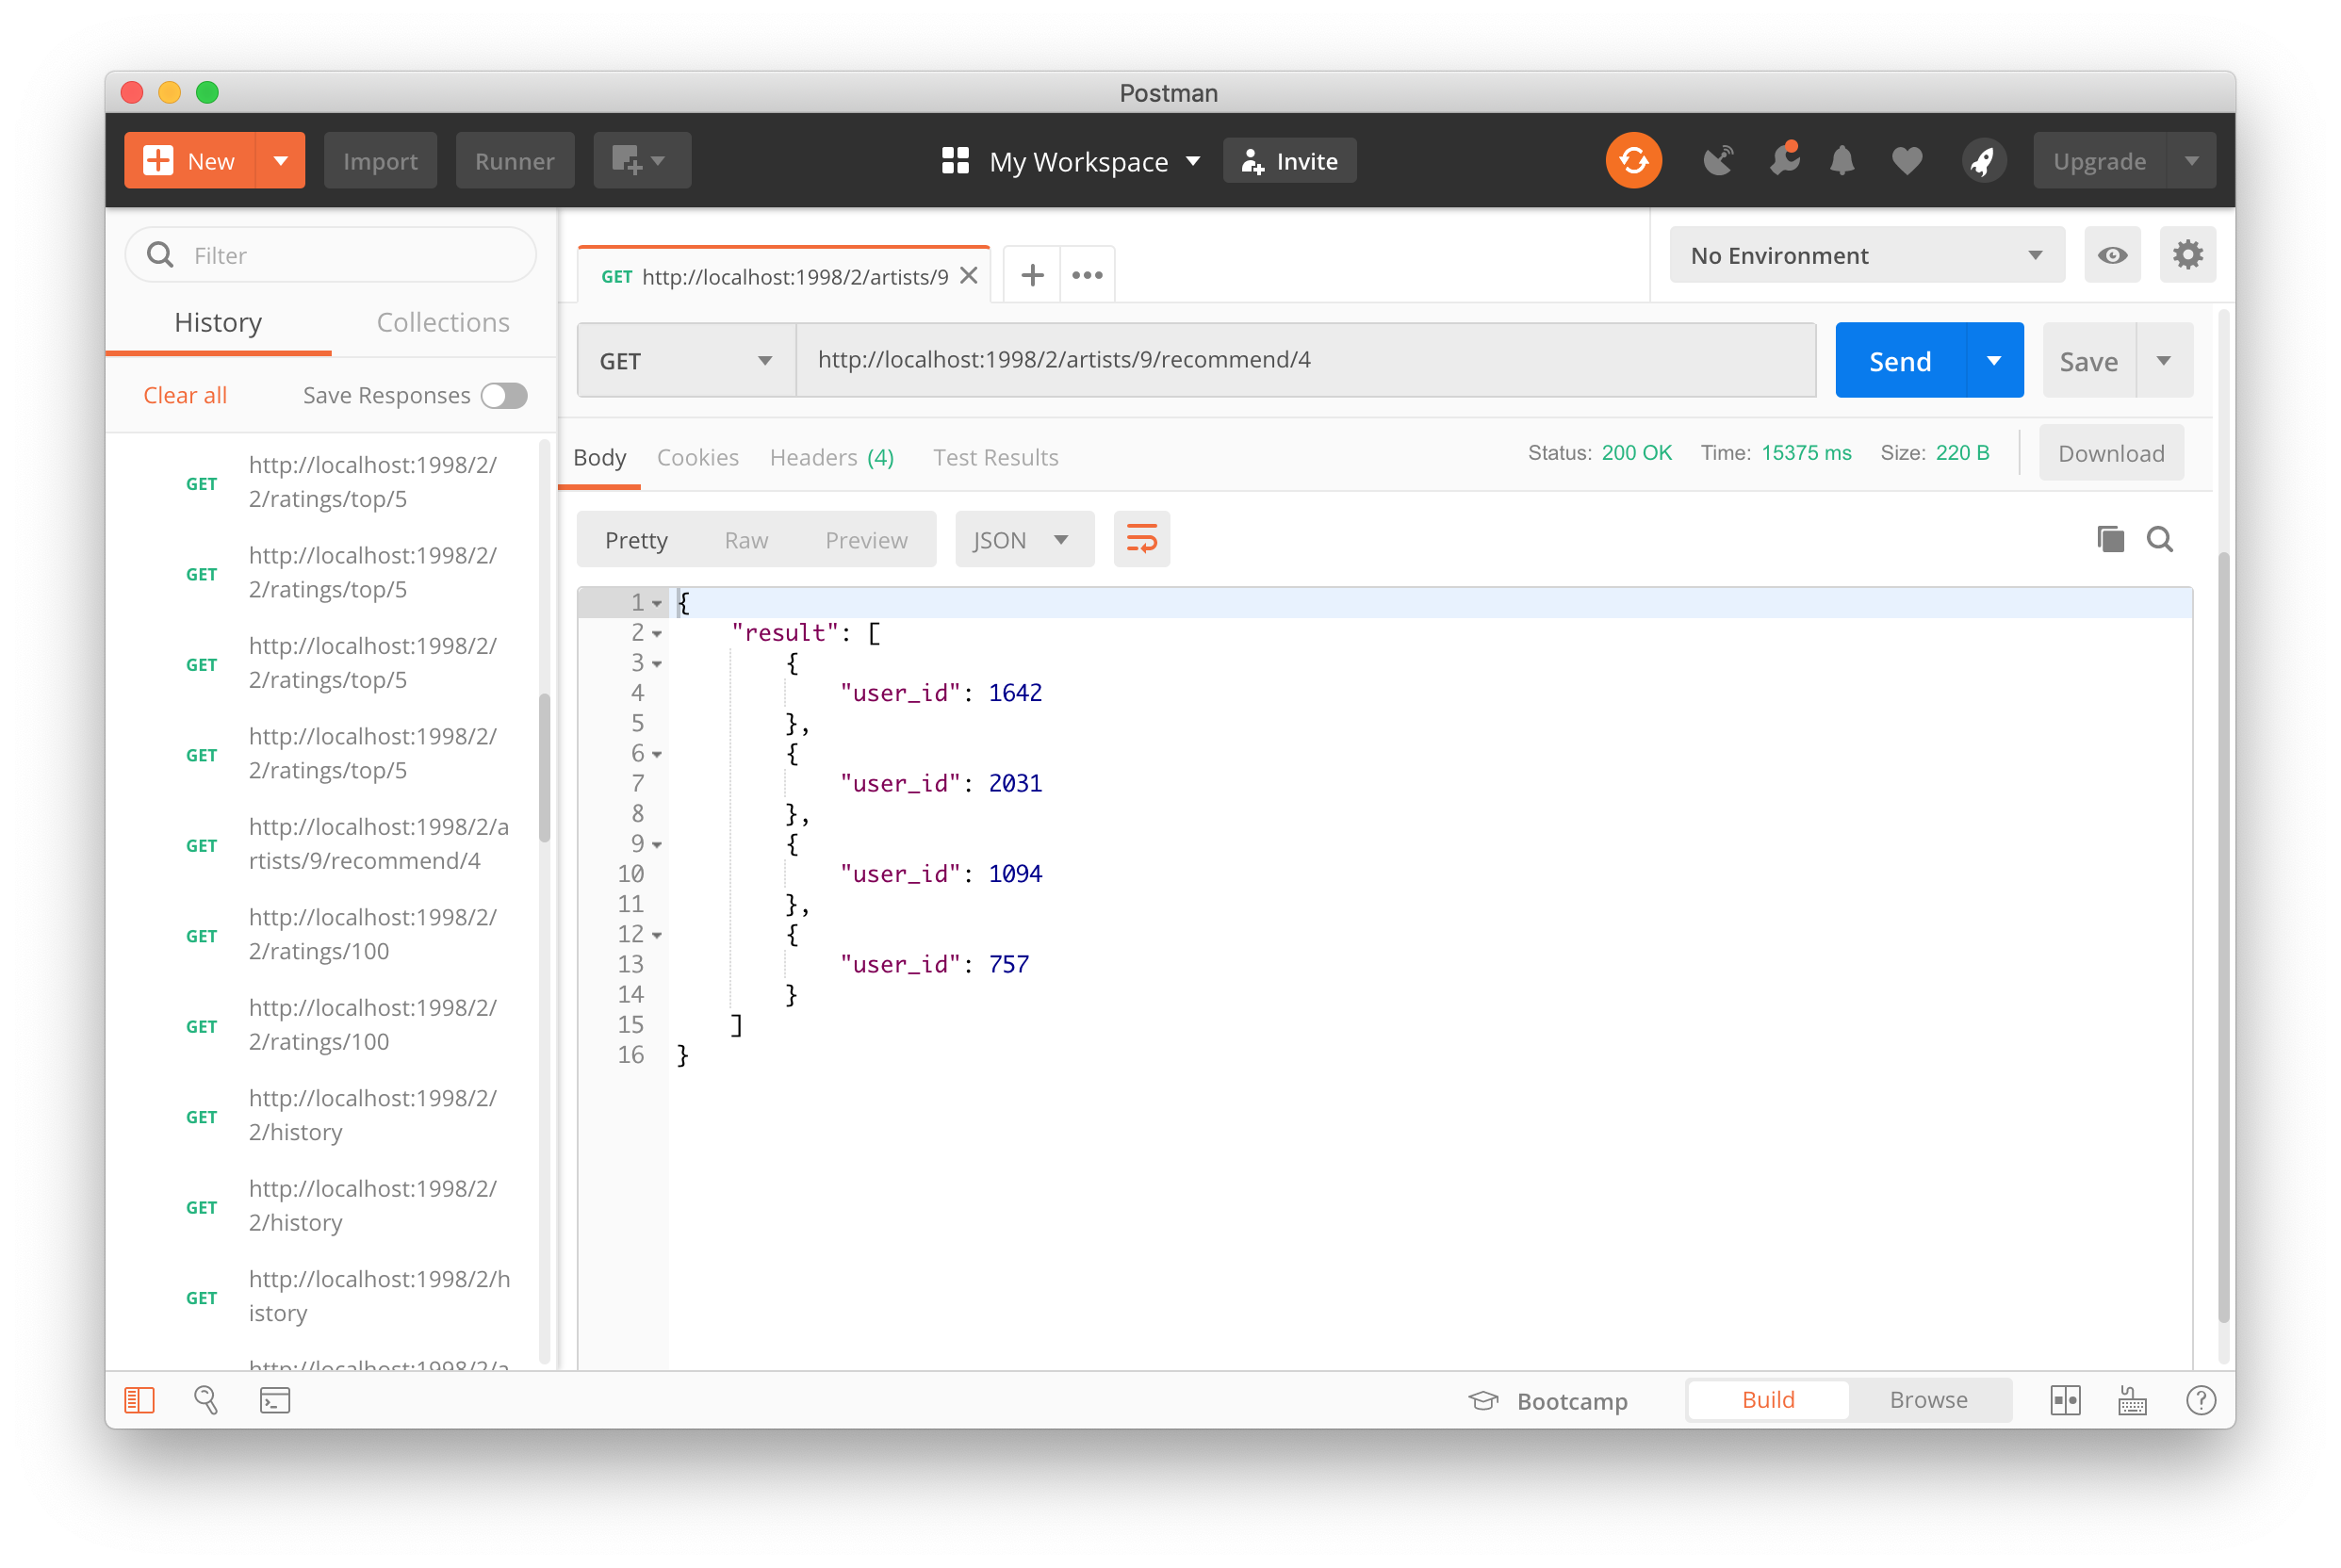 Postman
New
Import
Runner
My Workspace
Invite
Upgrade
Filter
History
Collections
Clear all
Save Responses
GET
http://localhost:1998/2/
2/ratings/top/5
GET
http://localhost:1998/2/
2/ratings/top/5
GET
http://localhost:1998/2/
2/ratings/top/5
GET
http://localhost:1998/2/
2/ratings/top/5
GET
http://localhost:1998/2/a
rtists/9/recommend/4
GET
http://localhost:1998/2/
2/ratings/100
GET
http://localhost:1998/2/
2/ratings/100
GET
http://localhost:1998/2/
2/history
GET
http://localhost:1998/2/
2/history
GET
http://localhost:1998/2/h
istory
http://localhost:1998/2/a
GET http://localhost:1998/2/artists/9
No Environment
GET
http://localhost:1998/2/artists/9/recommend/4
Send
Save
Body
Cookies
Headers (4)
Test Results
Status: 200 OK
Time: 15375 ms
Size: 220 B
Download
Pretty
Raw
Preview
JSON
1 {
2 "result": [
3 {
4 "user_id": 1642
5 },
6 {
7 "user_id": 2031
8 },
9 {
10 "user_id": 1094
11 },
12 {
13 "user_id": 757
14 }
15 ]
16 }
Bootcamp
Build
Browse